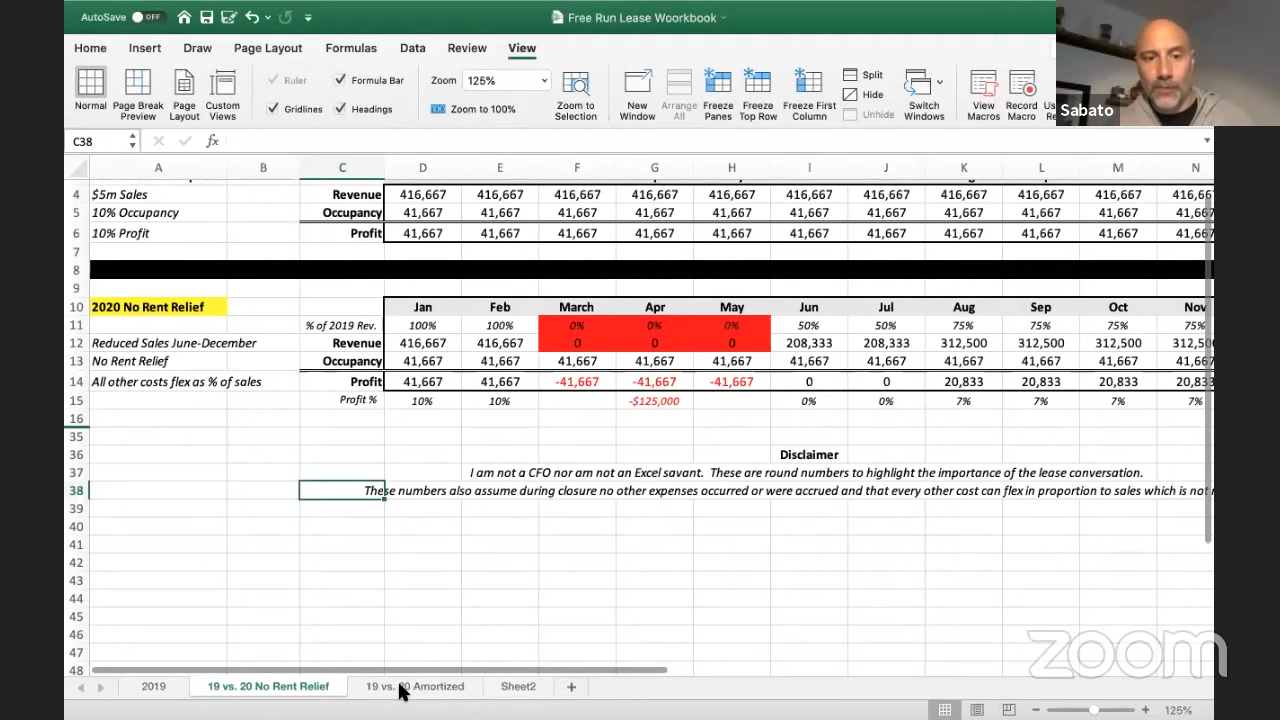 AutoSave OFF Free Run Lease Woorkbook
Home Insert Draw Page Layout Formulas Data Review View
Normal Page Break Preview Page Layout Custom Views Ruler Formula Bar Gridlines Headings Zoom 125% Zoom to 100% Zoom to Selection New Window Arrange All Freeze Panes Freeze Top Row Freeze First Column Split Hide Unhide Switch Windows View Macros Record Macro
Sabato
C38 fx
A B C D E F G H I J K L M N
4 $5m Sales Revenue 416,667 416,667 416,667 416,667 416,667 416,667 416,667 416,667 416,667 416,667 416,66
5 10% Occupancy Occupancy 41,667 41,667 41,667 41,667 41,667 41,667 41,667 41,667 41,667 41,667 41,667
6 10% Profit Profit 41,667 41,667 41,667 41,667 41,667 41,667 41,667 41,667 41,667 41,667 41,667
7
8
9
10 2020 No Rent Relief Jan Feb March Apr May Jun Jul Aug Sep Oct Nov
11 % of 2019 Rev. 100% 100% 0% 0% 0% 50% 50% 75% 75% 75% 75%
12 Reduced Sales June-December Revenue 416,667 416,667 0 0 0 208,333 208,333 312,500 312,500 312,500 312,50
13 No Rent Relief Occupancy 41,667 41,667 41,667 41,667 41,667 41,667 41,667 41,667 41,667 41,667 41,667
14 All other costs flex as % of sales Profit 41,667 41,667 -41,667 -41,667 -41,667 0 0 20,833 20,833 20,833 20,833
15 Profit % 10% 10% -$125,000 0% 0% 7% 7% 7% 7%
16
35
36 Disclaimer
37 I am not a CFO nor am not an Excel savant. These are round numbers to highlight the importance of the lease conversation.
38 These numbers also assume during closure no other expenses occurred or were accrued and that every other cost can flex in proportion to sales which is not
39
40
41
42
43
44
45
46
47
48
zoom
2019 19 vs. 20 No Rent Relief 19 vs. 20 Amortized Sheet2 +
125%